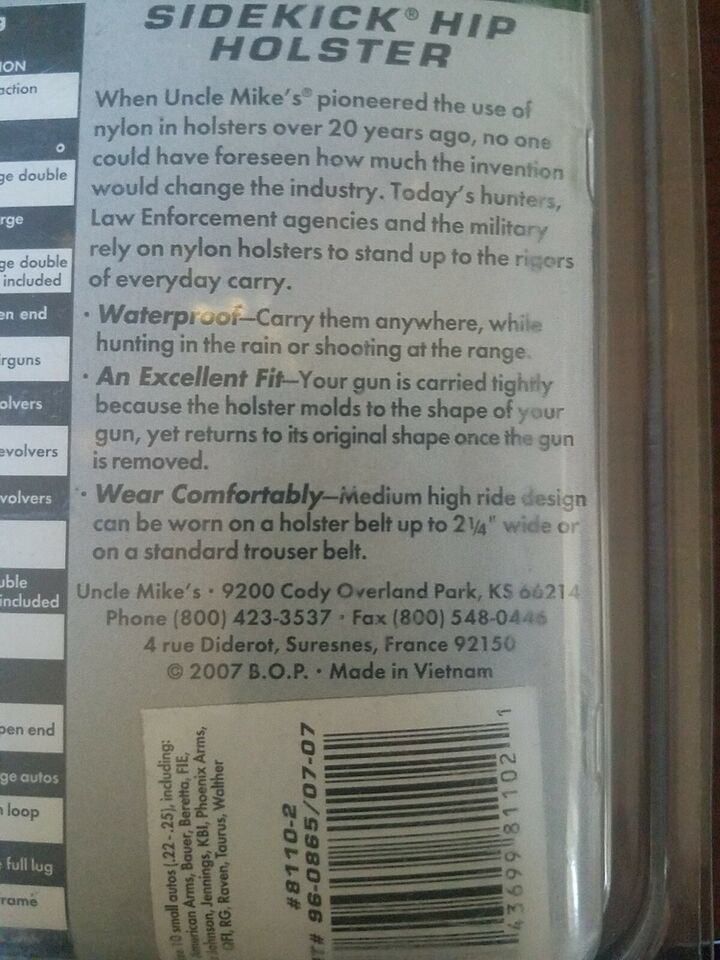 SIDEKICK® HIP
HOLSTER
When Uncle Mike's® pioneered the use of
nylon in holsters over 20 years ago, no one
could have foreseen how much the invention
would change the industry. Today's hunters,
Law Enforcement agencies and the military
rely on nylon holsters to stand up to the rigors
of everyday carry.
• Waterproof—Carry them anywhere, while
hunting in the rain or shooting at the range.
• An Excellent Fit—Your gun is carried tightly
because the holster molds to the shape of your
gun, yet returns to its original shape once the gun
is removed.
• Wear Comfortably—Medium high ride design
can be worn on a holster belt up to 2¼" wide or
on a standard trouser belt.
Uncle Mike's • 9200 Cody Overland Park, KS 66214
Phone (800) 423-3537 • Fax (800) 548-0446
4 rue Diderot, Suresnes, France 92150
© 2007 B.O.P. • Made in Vietnam
ION
action
ge double
rge
ge double
included
en end
irguns
olvers
evolvers
volvers
uble
included
pen end
ge autos
loop
full lug
rame
10 small autos (.22-.25), including:
American Arms, Bauer, Beretta, FIE,
Johnson, Jennings, KBI, Phoenix Arms,
QFI, RG, Raven, Taurus, Walther
#8110-2
T# 96-0865/07-07
43699 81102 1